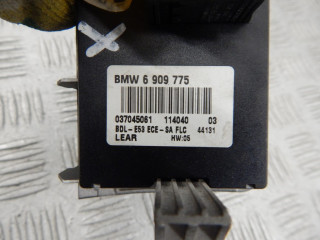 BMW 6 909 775
037045061 114040 03
BDL - E53 ECE - SA FLC 44131
LEAR HW:05